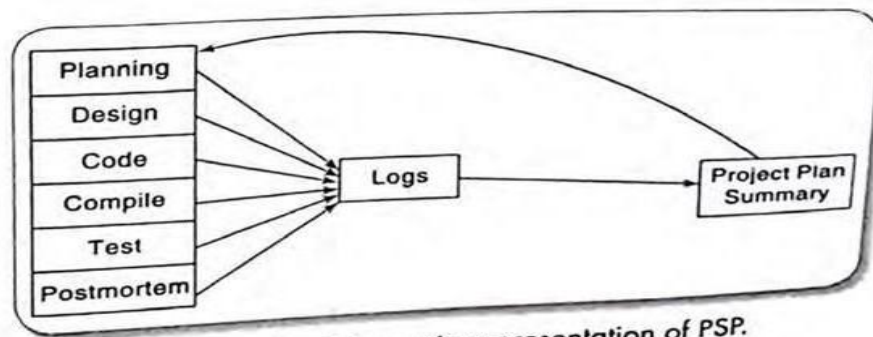 Planning
Design
Code
Compile
Test
Postmortem
Logs
Project Plan
Summary
representation of PSP.